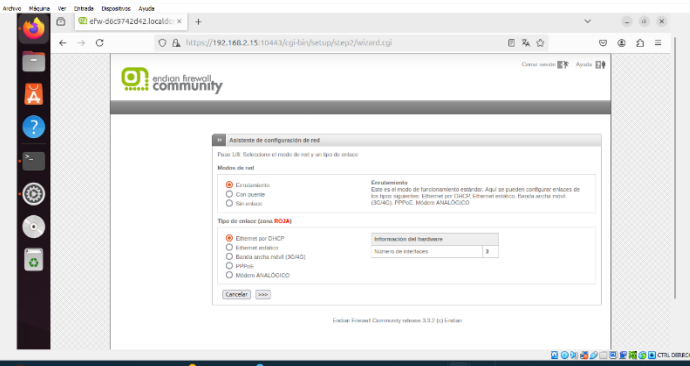 Archivo Máquina Ver Entrada Dispositivos Ayuda
efw-d6c9742d42.localdo
https://192.168.2.15:10443/cgi-bin/setup/step2/wizard.cgi
Cerrar sesión Ayuda
endian firewall
community
Asistente de configuración de red
Paso 1/8: Seleccione el modo de red y un tipo de enlace
Modos de red
Enrutamiento
Con puente
Sin enlace
Enrutamiento
Este es el modo de funcionamiento estándar. Aquí se pueden configurar enlaces de
los tipos siguientes: Ethernet por DHCP, Ethernet estático, Banda ancha móvil
(3G/4G), PPPoE, Módem ANALÓGICO
Tipo de enlace (zona ROJA)
Ethernet por DHCP
Ethernet estático
Banda ancha móvil (3G/4G)
PPPoE
Módem ANALÓGICO
Información del hardware
Número de interfaces 3
Cancelar >>>
Endian Firewall Community release 3.3.2 (c) Endian
CTRL DERECHO